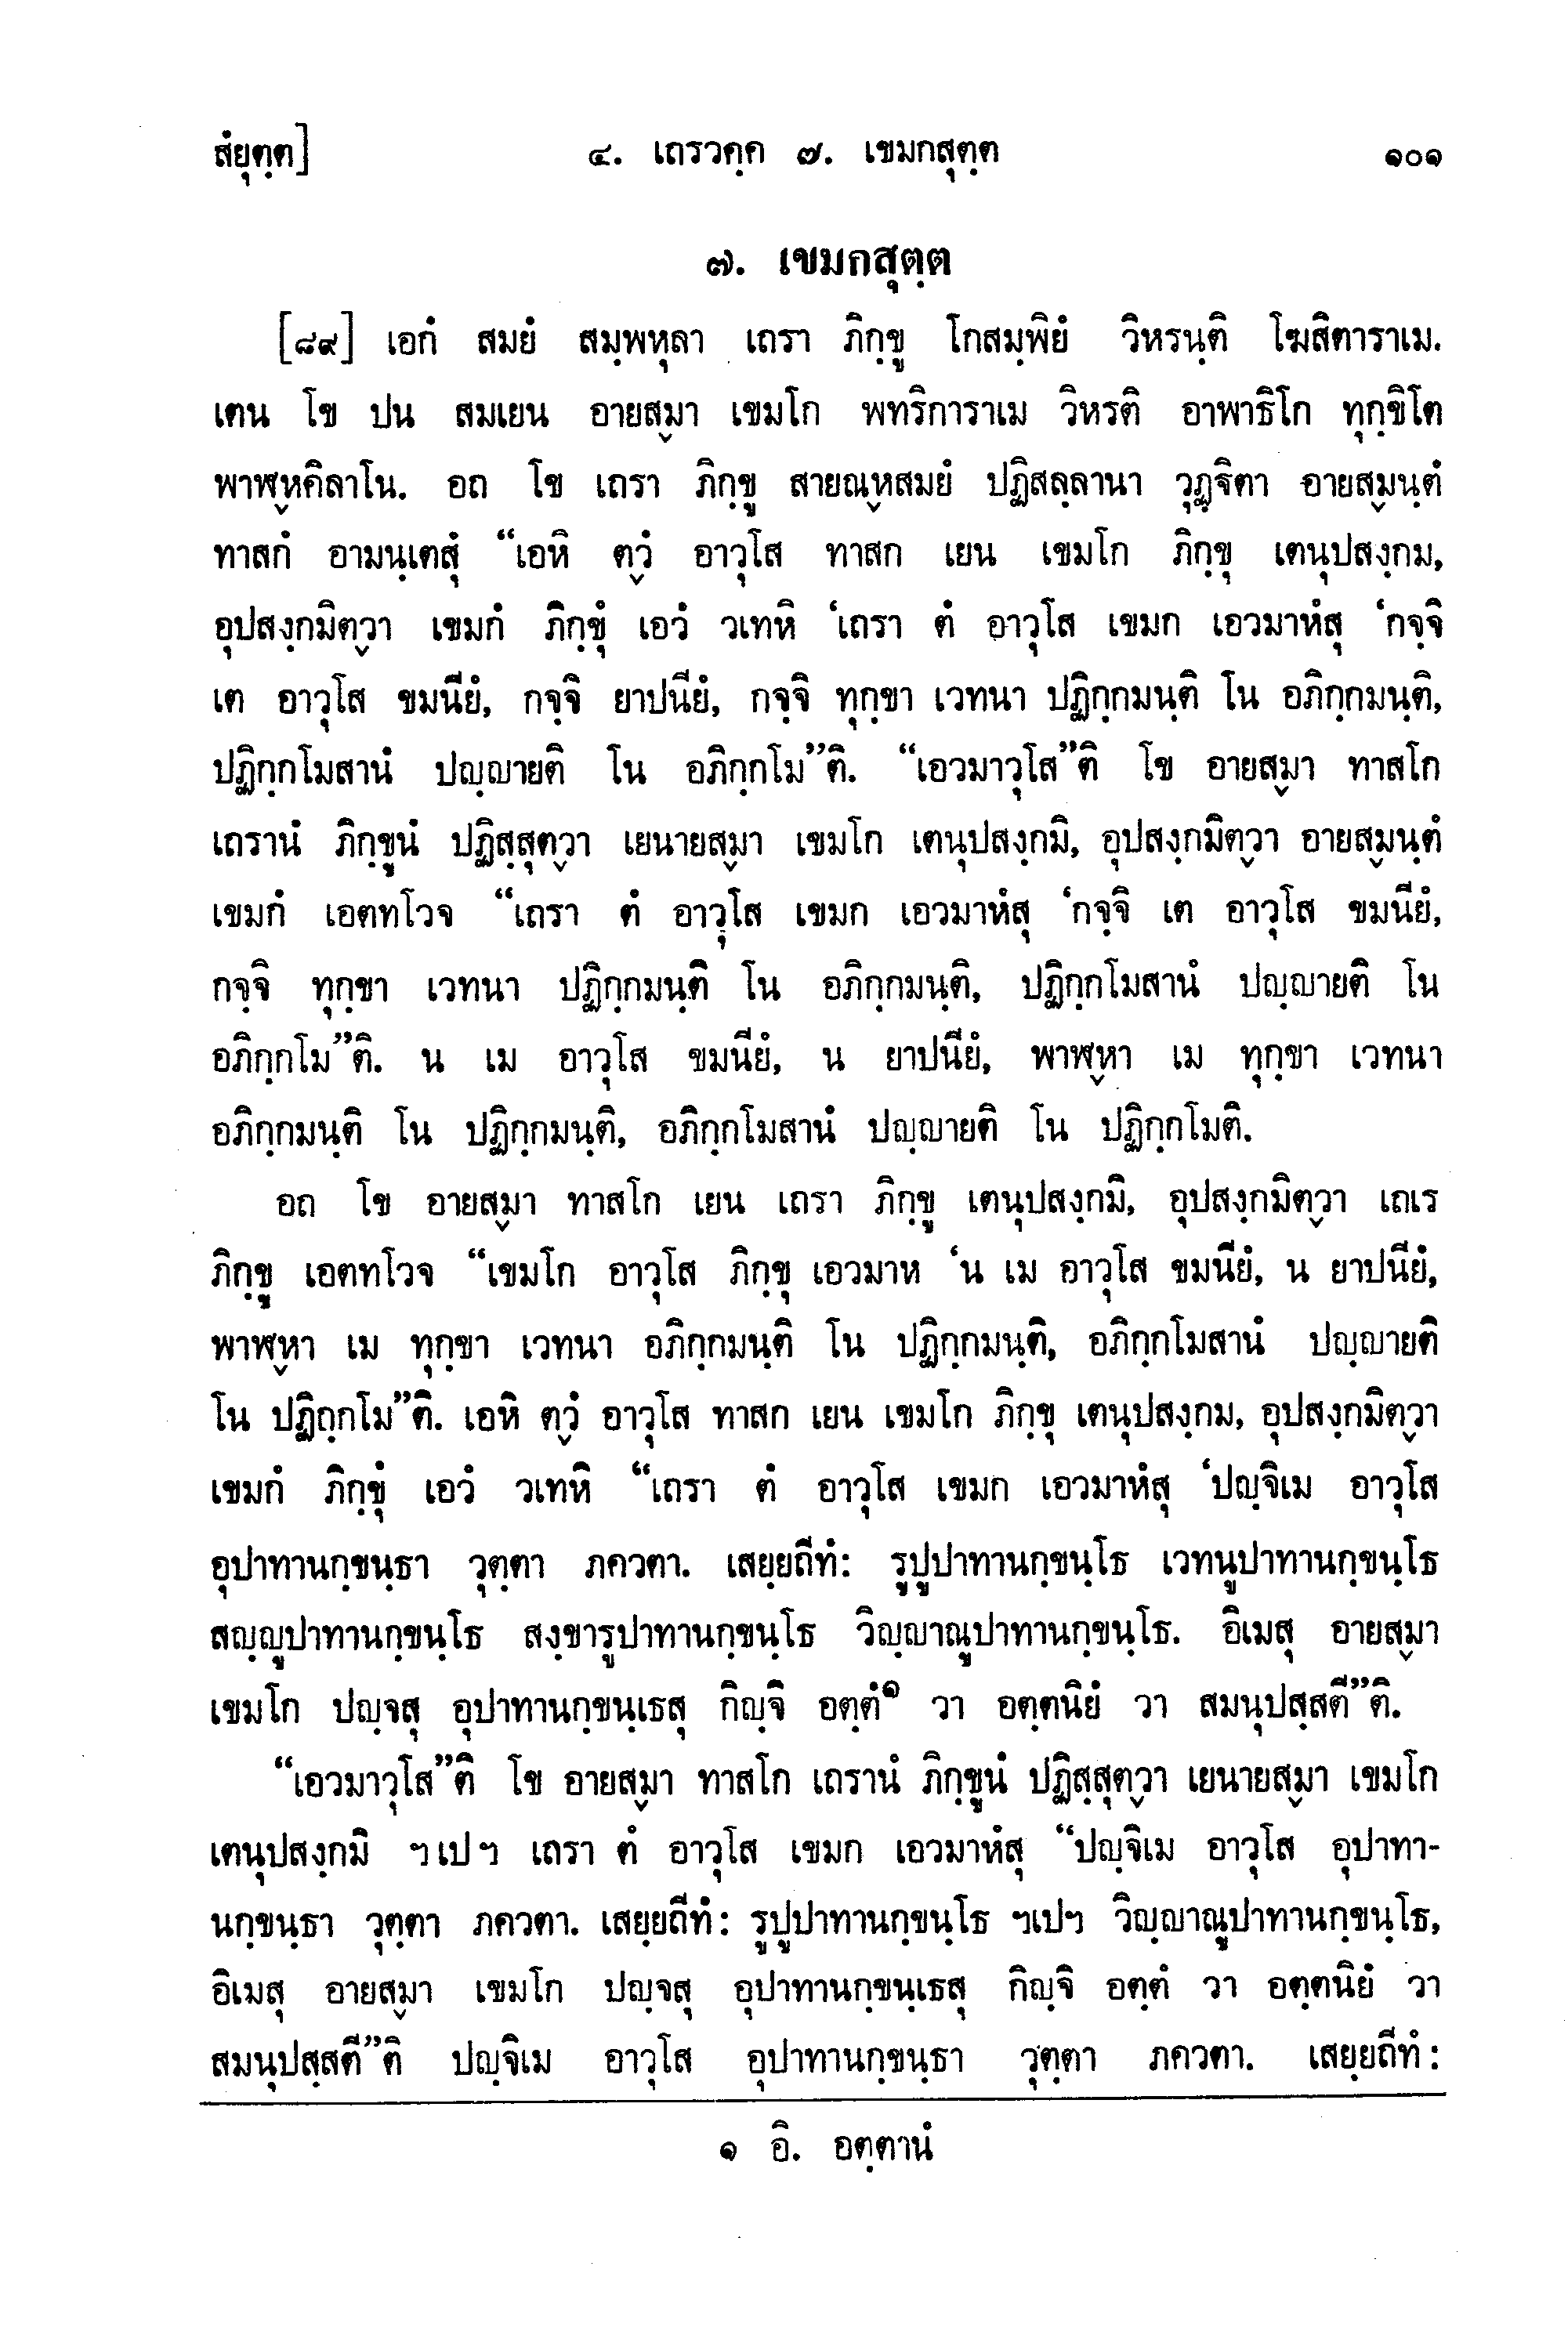 สํยุตฺต] ๔. เถรวคฺค ๗. เขมกสุตฺต ๑๐๑
๗. เขมกสุตฺต
[๘๙] เอกํ สมยํ สมฺพหุลา เถรา ภิกฺขู โกสมฺพิยํ วิหรนฺติ โฆสิตาราเม.
เตน โข ปน สมเยน อายสฺมา เขมโก พทริการาเม วิหรติ อาพาธิโก ทุกฺขิโต
พาฬฺหคิลาโน. อถ โข เถรา ภิกฺขู สายณฺหสมยํ ปฏิสลฺลานา วุฏฺฐิตา อายสฺมนฺตํ
ทาสกํ อามนฺเตสุํ “เอหิ ตฺวํ อาวุโส ทาสก เยน เขมโก ภิกฺขุ เตนุปสงฺกม,
อุปสงฺกมิตฺวา เขมกํ ภิกฺขุํ เอวํ วเทหิ ‘เถรา ตํ อาวุโส เขมก เอวมาหํสุ ‘กจฺจิ
เต อาวุโส ขมนียํ, กจฺจิ ยาปนียํ, กจฺจิ ทุกฺขา เวทนา ปฏิกฺกมนฺติ โน อภิกฺกมนฺติ,
ปฏิกฺกโมสานํ ปญฺญายติ โน อภิกฺกโม”ติ. “เอวมาวุโส”ติ โข อายสฺมา ทาสโก
เถรานํ ภิกฺขูนํ ปฏิสฺสุตฺวา เยนายสฺมา เขมโก เตนุปสงฺกมิ, อุปสงฺกมิตฺวา อายสฺมนฺตํ
เขมกํ เอตทโวจ “เถรา ตํ อาวุโส เขมก เอวมาหํสุ ‘กจฺจิ เต อาวุโส ขมนียํ,
กจฺจิ ทุกฺขา เวทนา ปฏิกฺกมนฺติ โน อภิกฺกมนฺติ, ปฏิกฺกโมสานํ ปญฺญายติ โน
อภิกฺกโม”ติ. น เม อาวุโส ขมนียํ, น ยาปนียํ, พาฬฺหา เม ทุกฺขา เวทนา
อภิกฺกมนฺติ โน ปฏิกฺกมนฺติ, อภิกฺกโมสานํ ปญฺญายติ โน ปฏิกฺกโมติ.
อถ โข อายสฺมา ทาสโก เยน เถรา ภิกฺขู เตนุปสงฺกมิ, อุปสงฺกมิตฺวา เถเร
ภิกฺขู เอตทโวจ “เขมโก อาวุโส ภิกฺขุ เอวมาห ‘น เม อาวุโส ขมนียํ, น ยาปนียํ,
พาฬฺหา เม ทุกฺขา เวทนา อภิกฺกมนฺติ โน ปฏิกฺกมนฺติ, อภิกฺกโมสานํ ปญฺญายติ
โน ปฏิกฺกโม”ติ. เอหิ ตฺวํ อาวุโส ทาสก เยน เขมโก ภิกฺขุ เตนุปสงฺกม, อุปสงฺกมิตฺวา
เขมกํ ภิกฺขุํ เอวํ วเทหิ “เถรา ตํ อาวุโส เขมก เอวมาหํสุ ‘ปญฺจิเม อาวุโส
อุปาทานกฺขนฺธา วุตฺตา ภควตา. เสยฺยถีทํ: รูปูปาทานกฺขนฺโธ เวทนูปาทานกฺขนฺโธ
สญฺญูปาทานกฺขนฺโธ สงฺขารูปาทานกฺขนฺโธ วิญฺญาณูปาทานกฺขนฺโธ. อิเมสุ อายสฺมา
เขมโก ปญฺจสุ อุปาทานกฺขนฺเธสุ กิญฺจิ อตฺตํ๑ วา อตฺตนิยํ วา สมนุปสฺสตี”ติ.
“เอวมาวุโส”ติ โข อายสฺมา ทาสโก เถรานํ ภิกฺขูนํ ปฏิสฺสุตฺวา เยนายสฺมา เขมโก
เตนุปสงฺกมิ ฯเปฯ เถรา ตํ อาวุโส เขมก เอวมาหํสุ “ปญฺจิเม อาวุโส อุปาทา-
นกฺขนฺธา วุตฺตา ภควตา. เสยฺยถีทํ: รูปูปาทานกฺขนฺโธ ฯเปฯ วิญฺญาณูปาทานกฺขนฺโธ,
อิเมสุ อายสฺมา เขมโก ปญฺจสุ อุปาทานกฺขนฺเธสุ กิญฺจิ อตฺตํ วา อตฺตนิยํ วา
สมนุปสฺสตี”ติ ปญฺจิเม อาวุโส อุปาทานกฺขนฺธา วุตฺตา ภควตา. เสยฺยถีทํ:
๑ อิ. อตฺตานํ